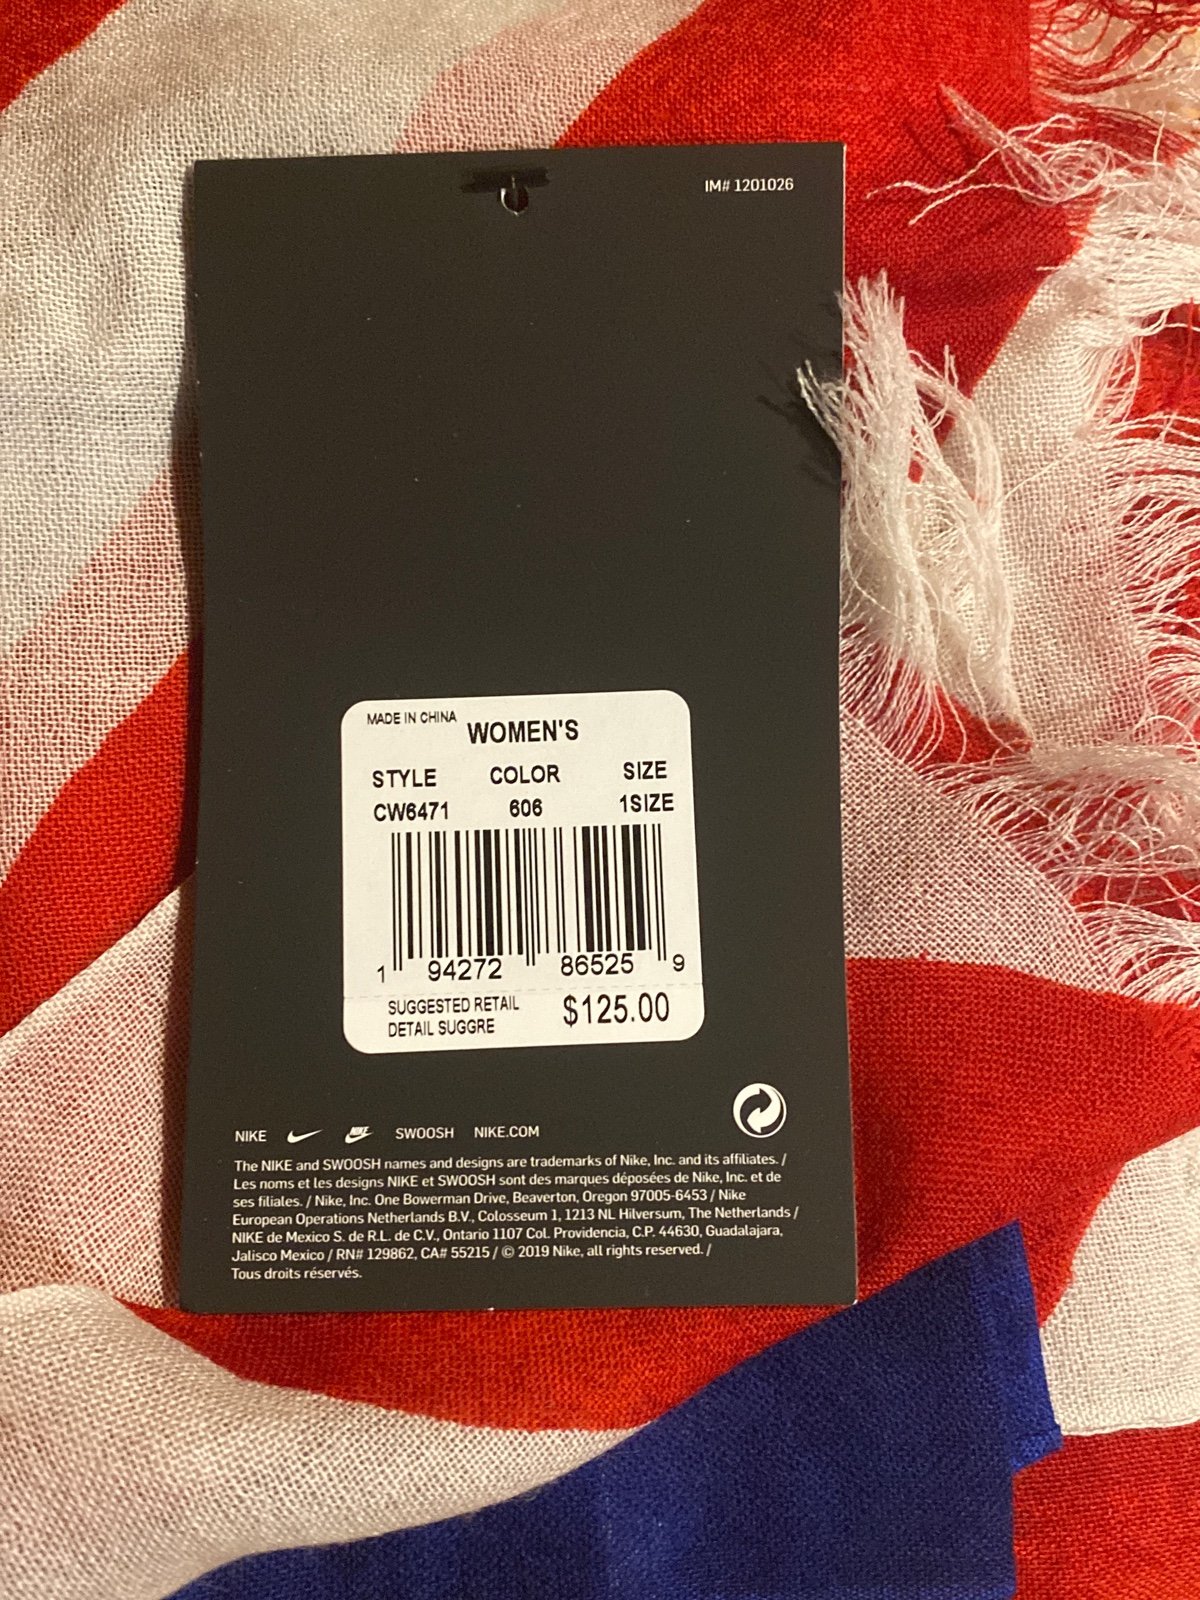 IM# 1201026
MADE IN CHINA
WOMEN'S
STYLE COLOR SIZE
CW6471 606 1SIZE
1 94272 86525 9
SUGGESTED RETAIL
DETAIL SUGGRE
$125.00
NIKE NIKE SWOOSH NIKE.COM
The NIKE and SWOOSH names and designs are trademarks of Nike, Inc. and its affiliates. /
Les noms et les designs NIKE et SWOOSH sont des marques déposées de Nike, Inc. et de
ses filiales. / Nike, Inc. One Bowerman Drive, Beaverton, Oregon 97005-6453 / Nike
European Operations Netherlands B.V., Colosseum 1, 1213 NL Hilversum, The Netherlands /
NIKE de Mexico S. de R.L. de C.V., Ontario 1107 Col. Providencia, C.P. 44630, Guadalajara,
Jalisco Mexico / RN# 129862, CA# 55215 / © 2019 Nike, all rights reserved. /
Tous droits réservés.